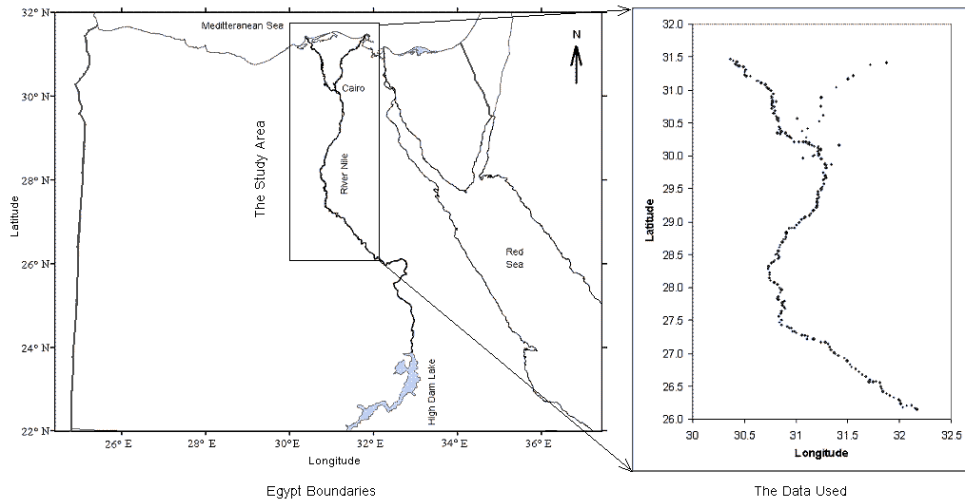 32° N
30° N
28° N
26° N
24° N
22° N
Latitude
26° E
28° E
30° E
32° E
34° E
36° E
Longitude
Mediterranean Sea
N
Cairo
The Study Area
River Nile
Red
Sea
High Dam Lake
Egypt Boundaries
32.0
31.5
31.0
30.5
30.0
29.5
29.0
28.5
28.0
27.5
27.0
26.5
26.0
Latitude
30
30.5
31
31.5
32
32.5
Longitude
The Data Used